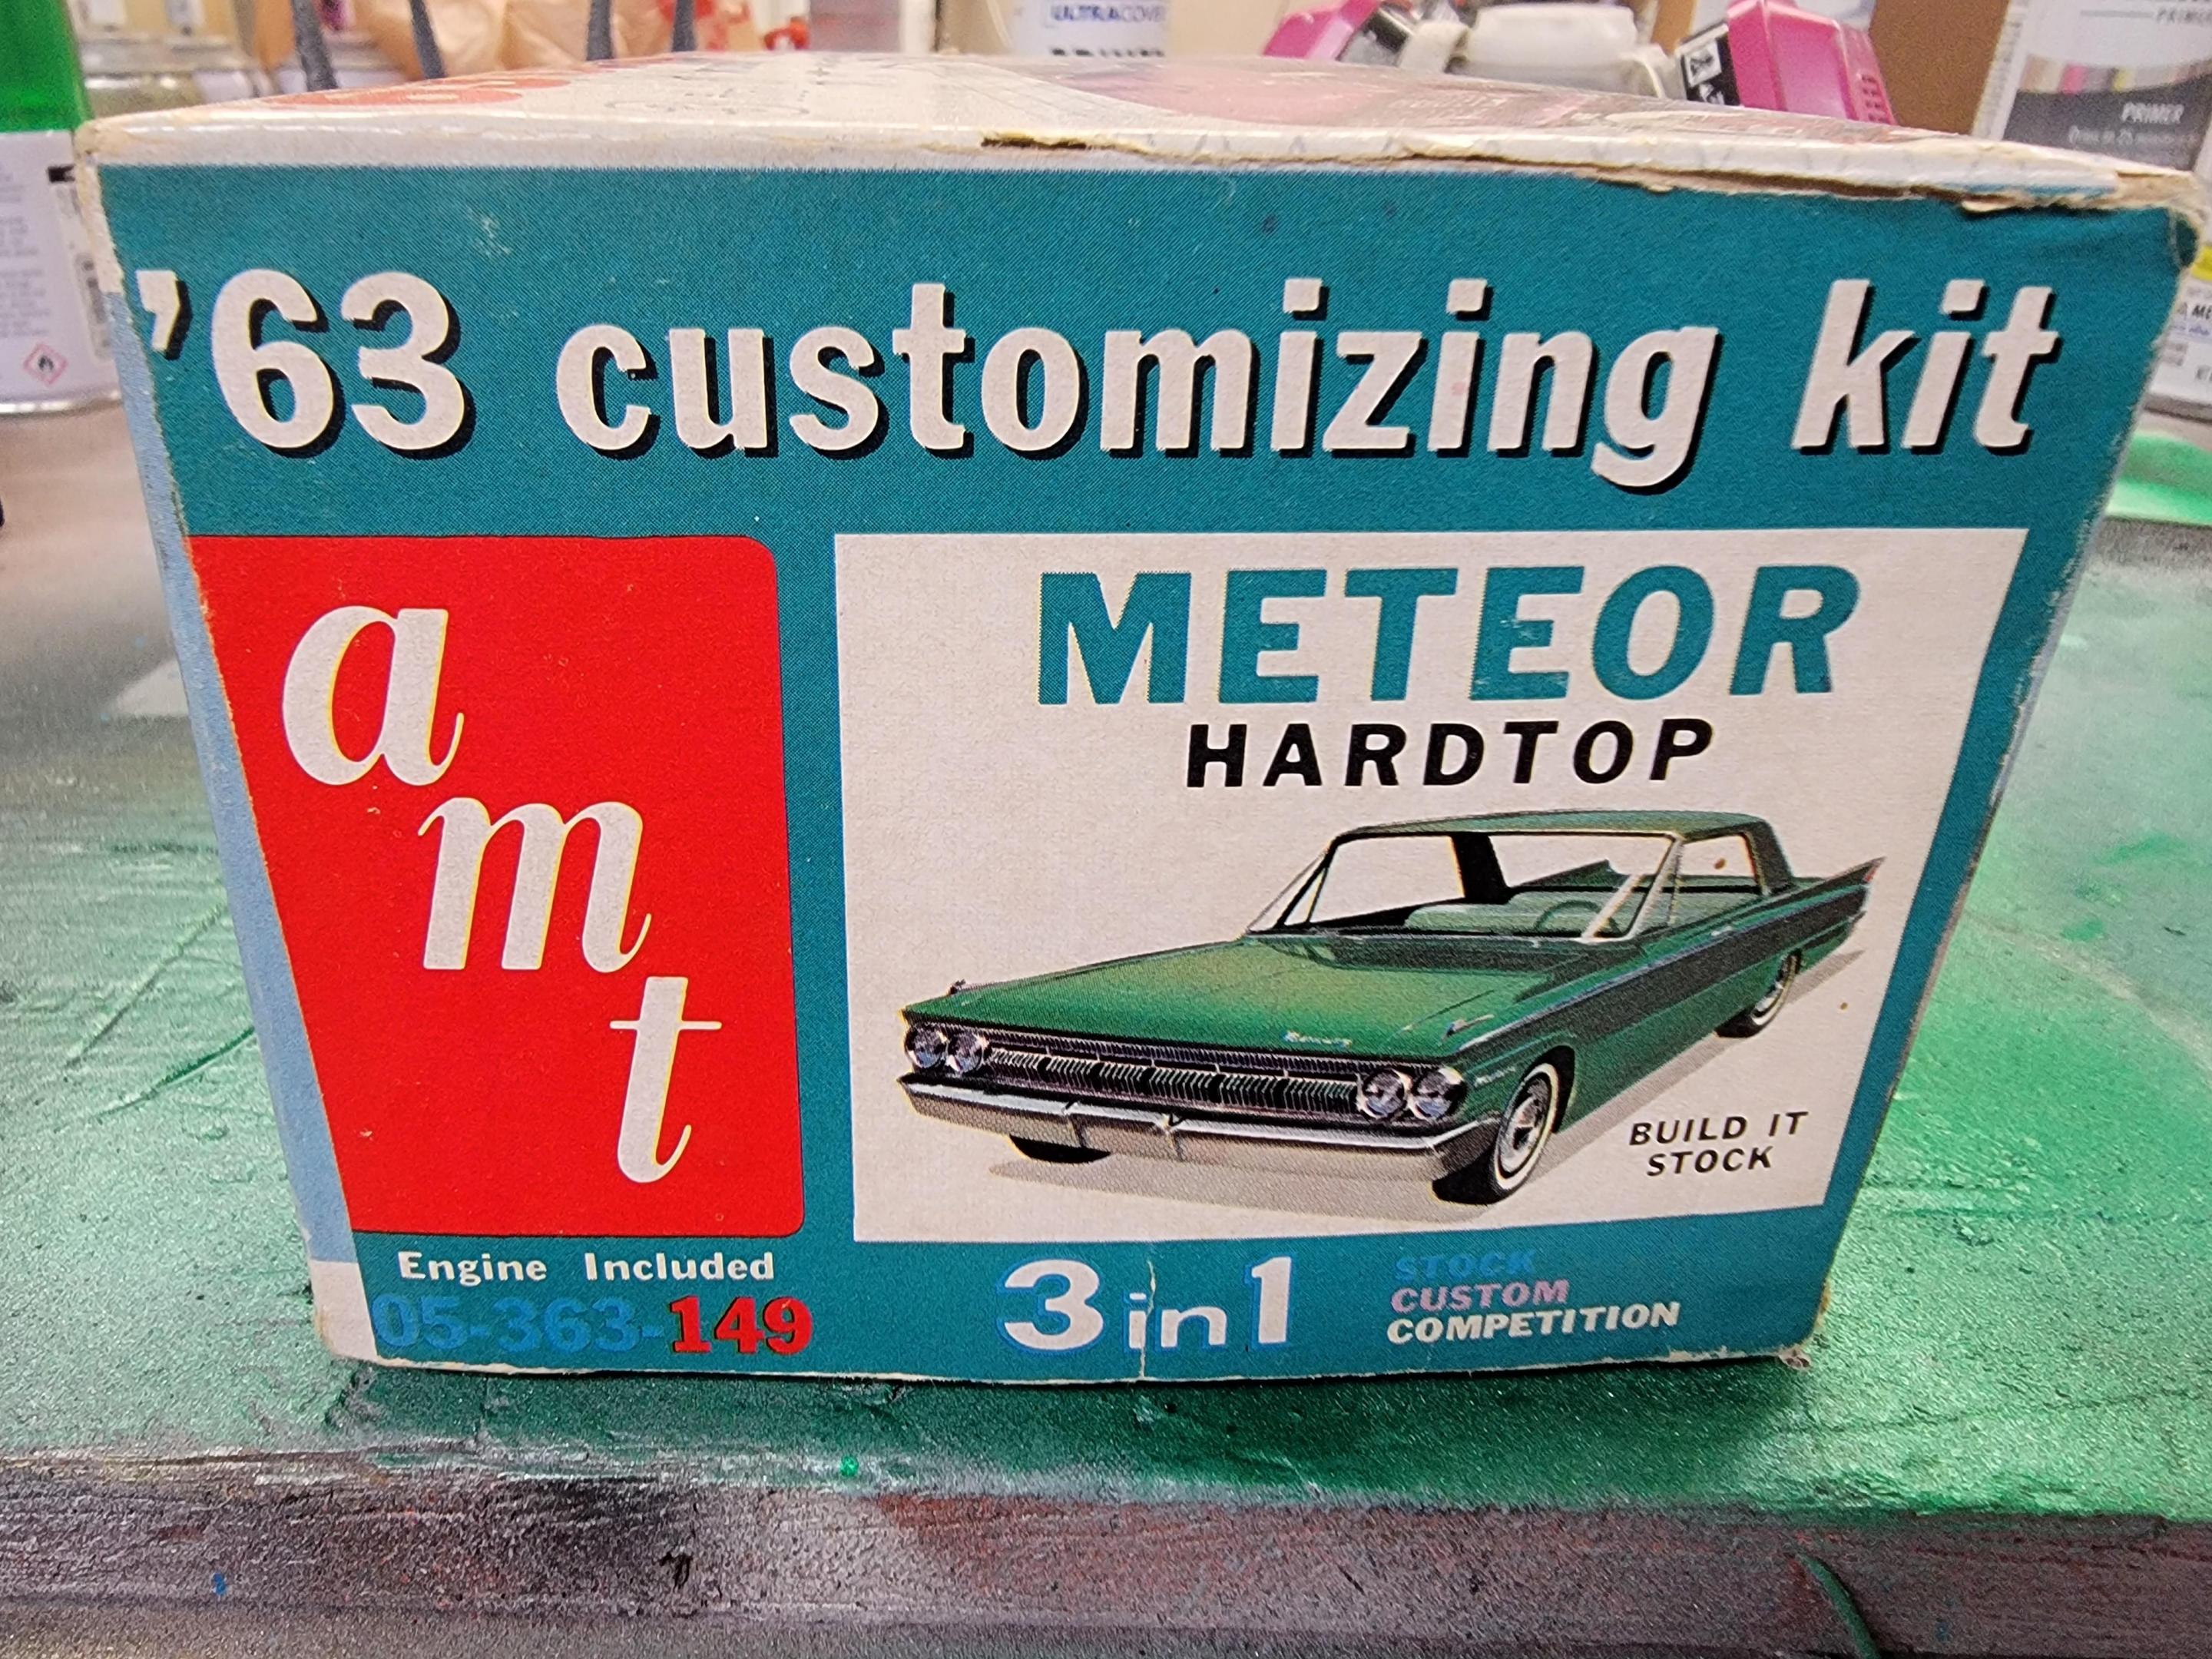 ULTRACOVER
PRIMER
'63 customizing kit
a
m
t
METEOR
HARDTOP
BUILD IT
STOCK
Engine Included
05-363-149
3 in 1
STOCK
CUSTOM
COMPETITION